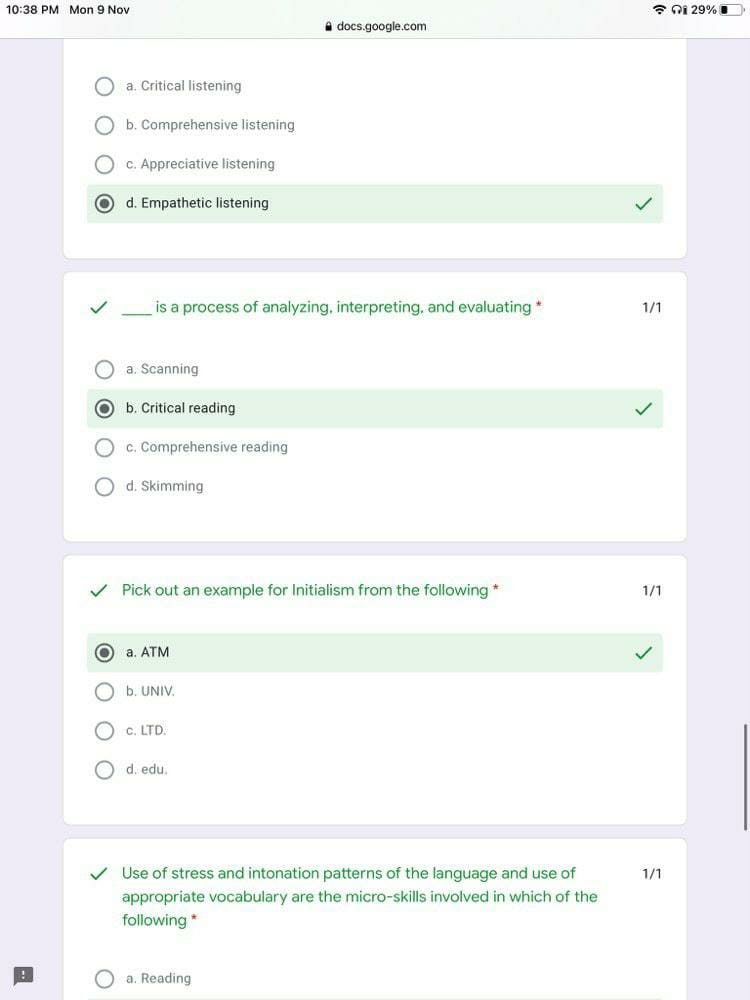 10:38 PM Mon 9 Nov 29%
docs.google.com
a. Critical listening
b. Comprehensive listening
c. Appreciative listening
d. Empathetic listening
____ is a process of analyzing, interpreting, and evaluating * 1/1
a. Scanning
b. Critical reading
c. Comprehensive reading
d. Skimming
Pick out an example for Initialism from the following * 1/1
a. ATM
b. UNIV.
c. LTD.
d. edu.
Use of stress and intonation patterns of the language and use of 1/1
appropriate vocabulary are the micro-skills involved in which of the
following *
a. Reading